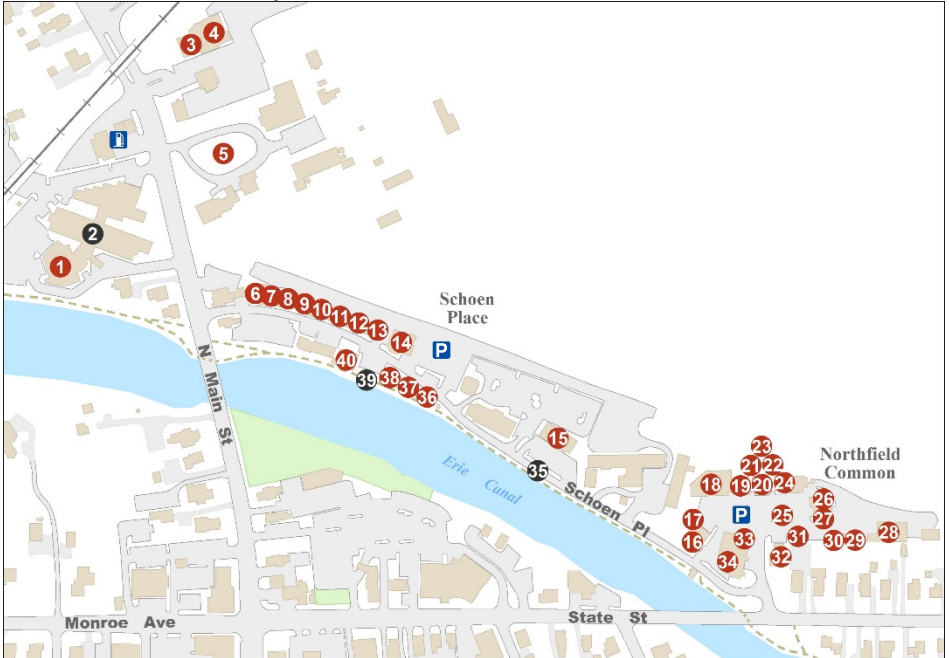 3 4
5
2
1
6 7 8 9 10 11 12 13 14
Schoen
Place
P
40
39
38 37 36
N Main St
15
35
Erie
Canal
Schoen Pl
Northfield
Common
23
21 22
18 19 20 24
26
17 P 25 27
16 33 31 30 29 28
34 32
Monroe Ave
State St